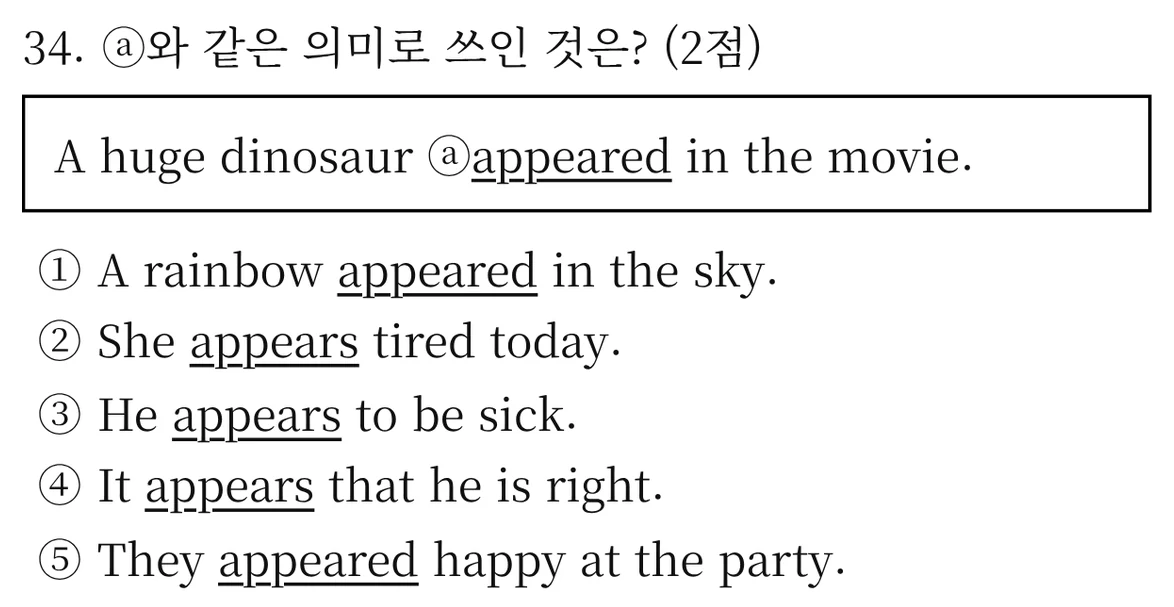 34. ⓐ와 같은 의미로 쓰인 것은? (2점)
A huge dinosaur ⓐappeared in the movie.
① A rainbow appeared in the sky.
② She appears tired today.
③ He appears to be sick.
④ It appears that he is right.
⑤ They appeared happy at the party.